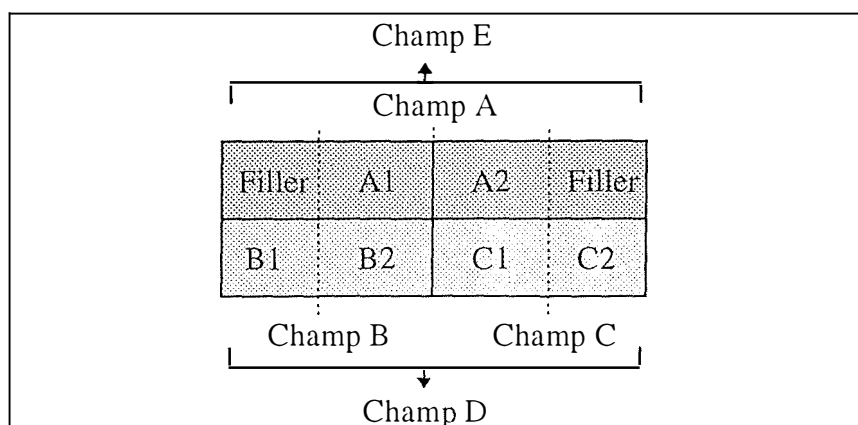 Champ E
Champ A
Filler A1 A2 Filler
B1 B2 C1 C2
Champ B Champ C
Champ D